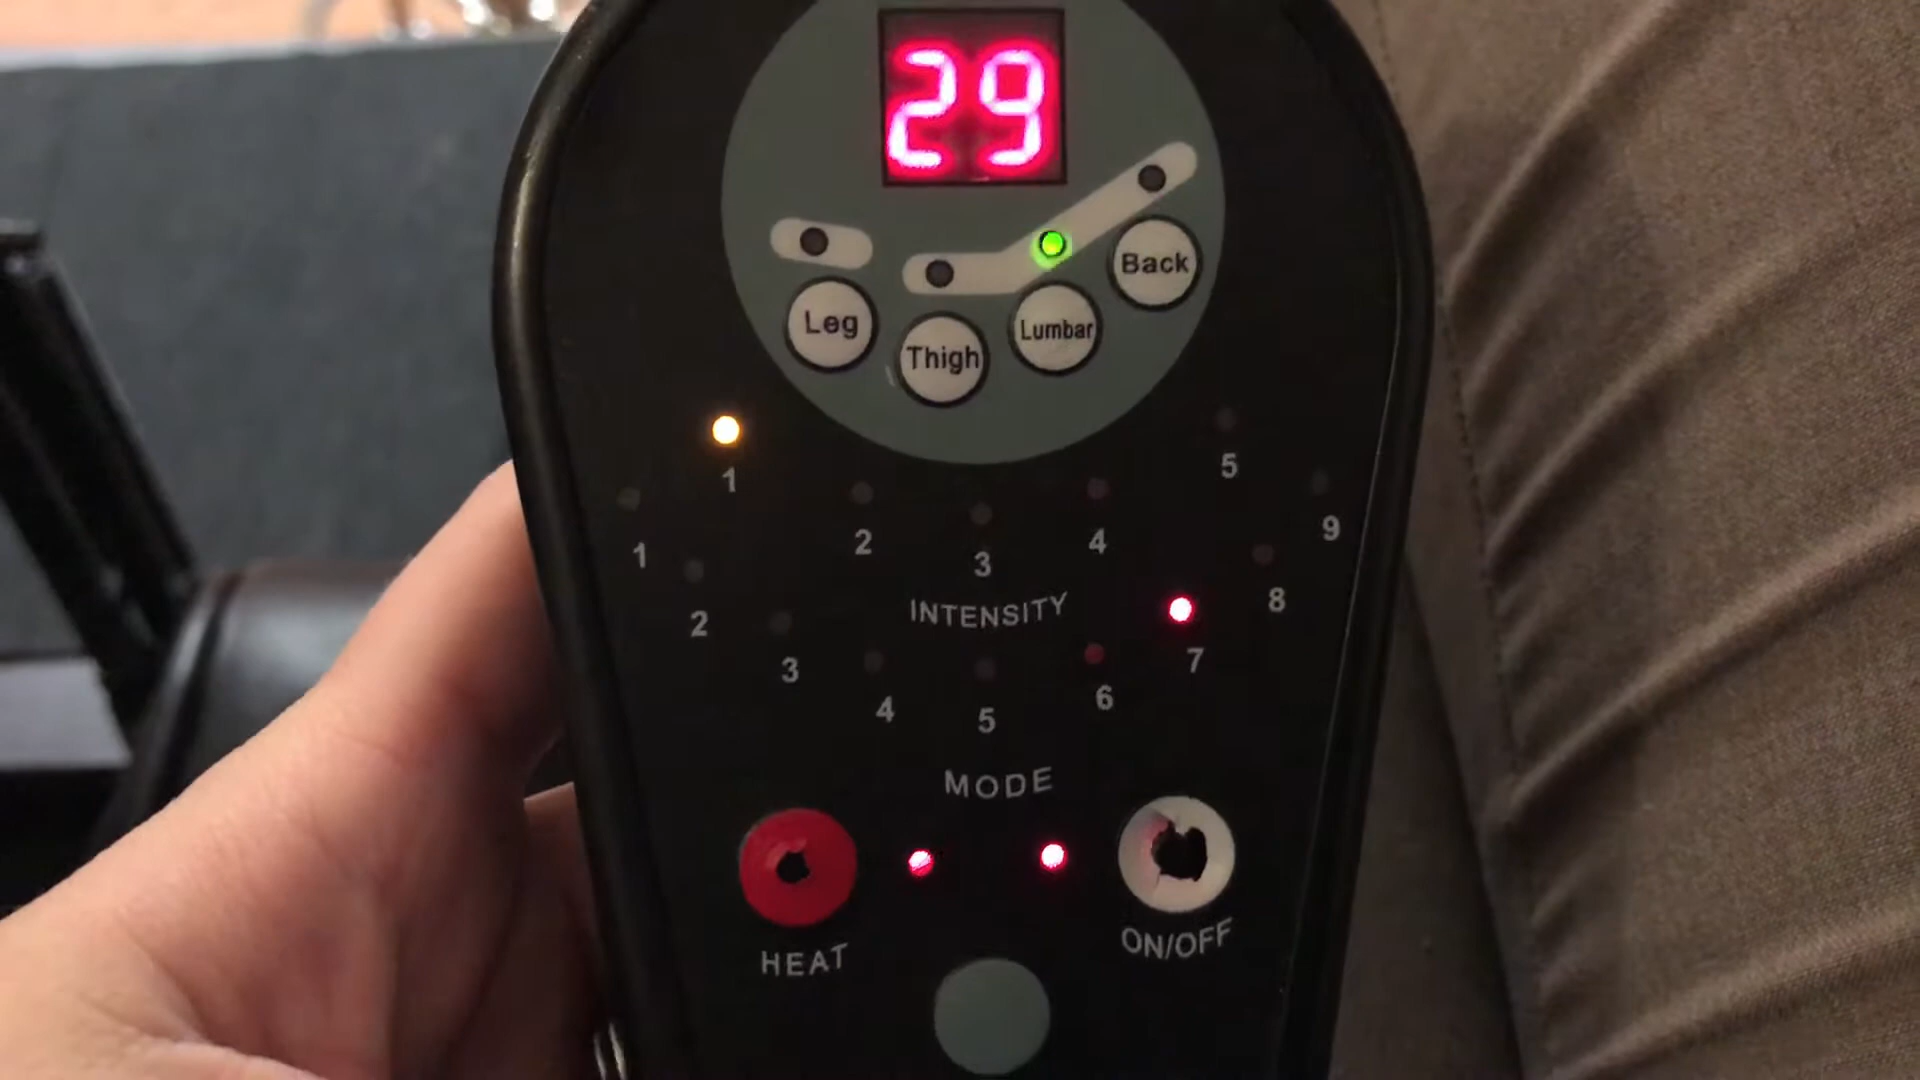 29
Leg
Thigh
Lumbar
Back
1 2 3 4 5
INTENSITY
1 2 3 4 5 6 7 8 9
MODE
HEAT
ON/OFF